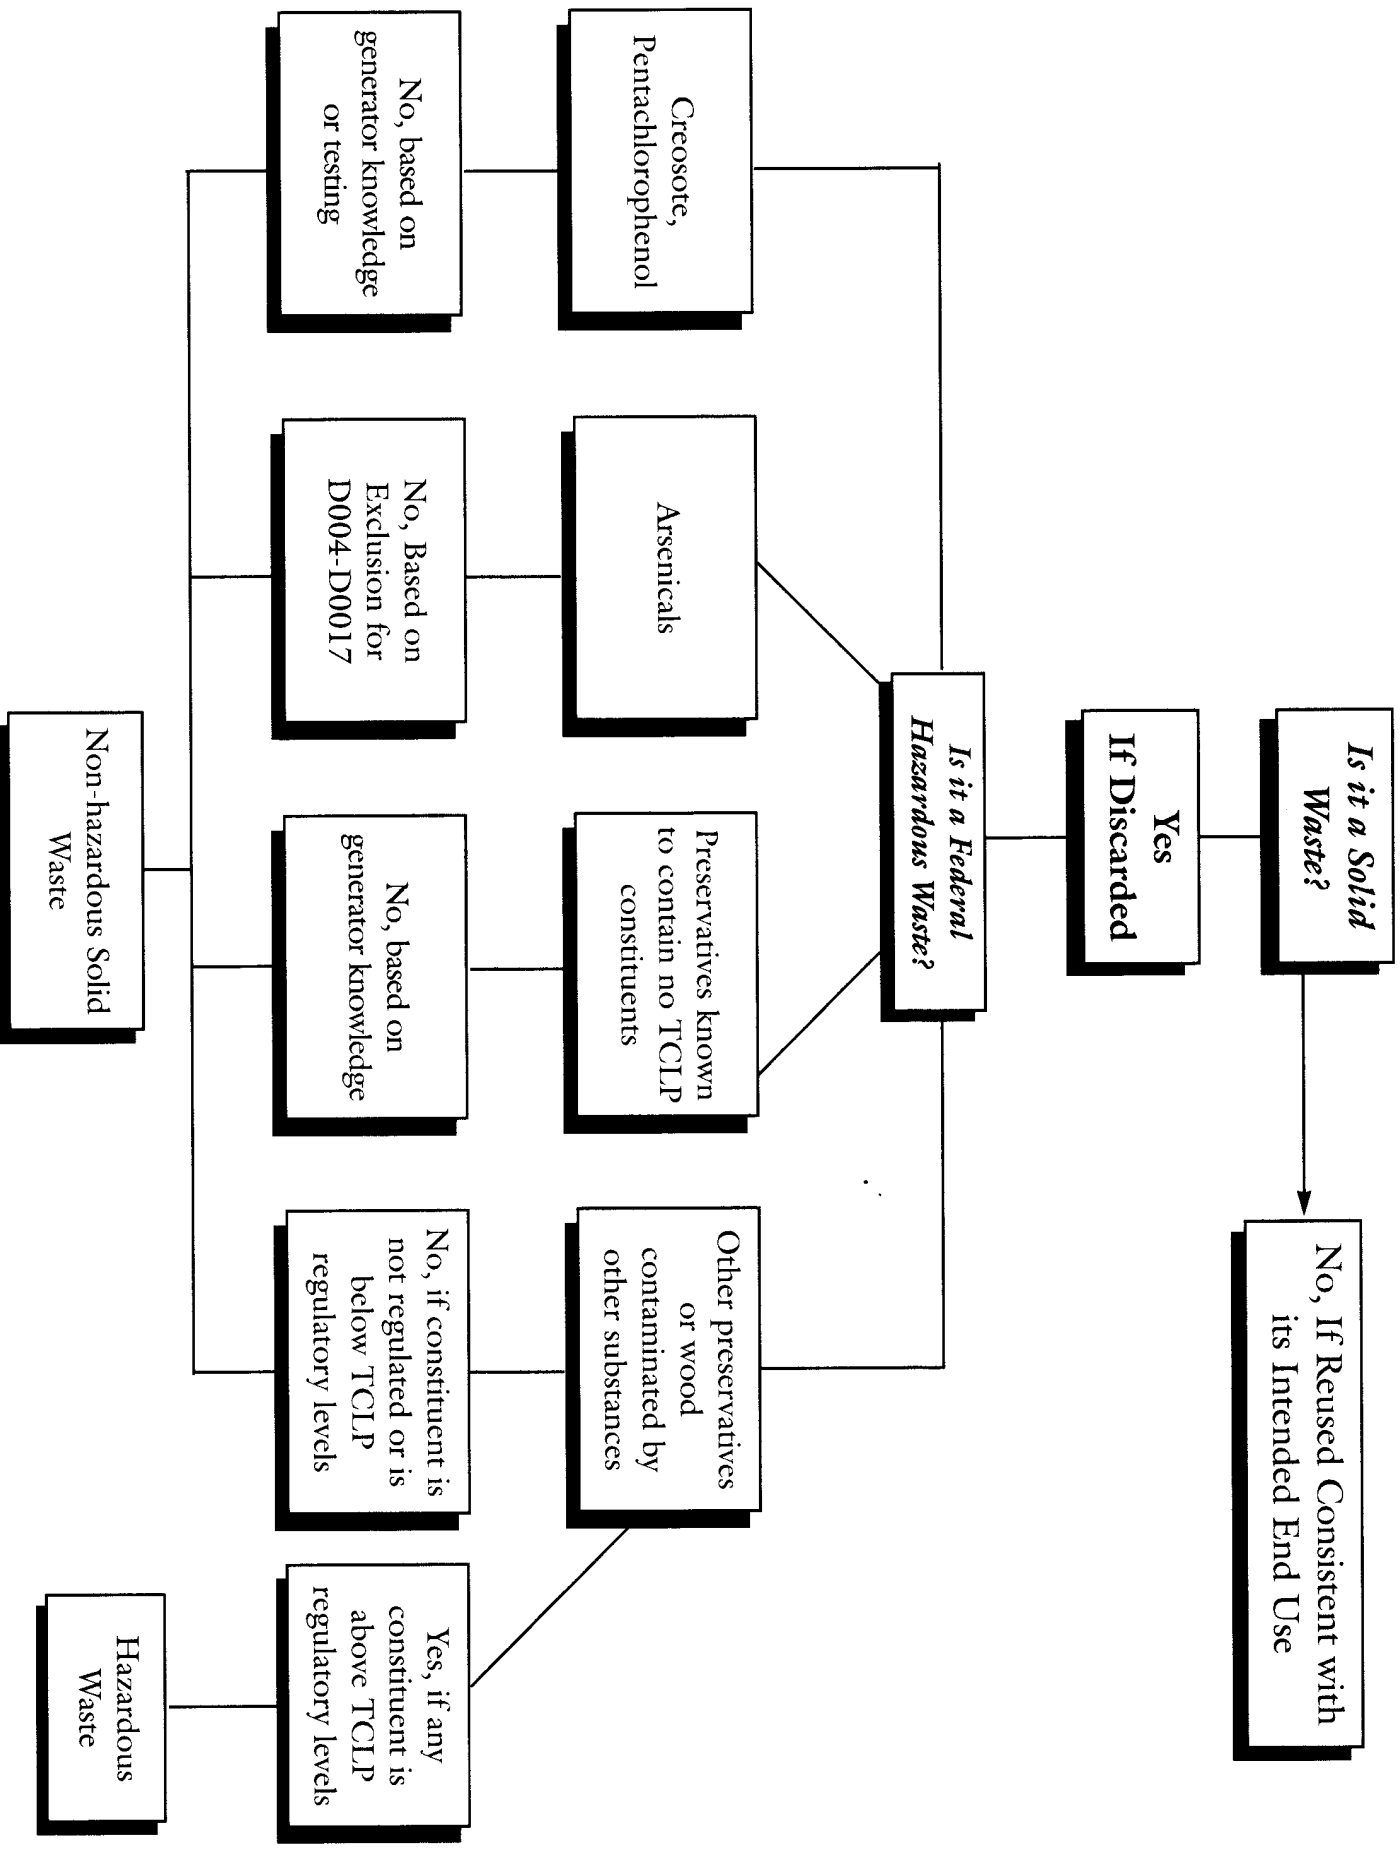 Is it a Solid
Waste?
No, If Reused Consistent with
its Intended End Use
Yes
If Discarded
Is it a Federal
Hazardous Waste?
Creosote,
Pentachlorophenol
Arsenicals
Preservatives known
to contain no TCLP
constituents
Other preservatives
or wood
contaminated by
other substances
No, based on
generator knowledge
or testing
No, Based on
Exclusion for
D004-D0017
No, based on
generator knowledge
No, if constituent is
not regulated or is
below TCLP
regulatory levels
Yes, if any
constituent is
above TCLP
regulatory levels
Non-hazardous Solid
Waste
Hazardous
Waste